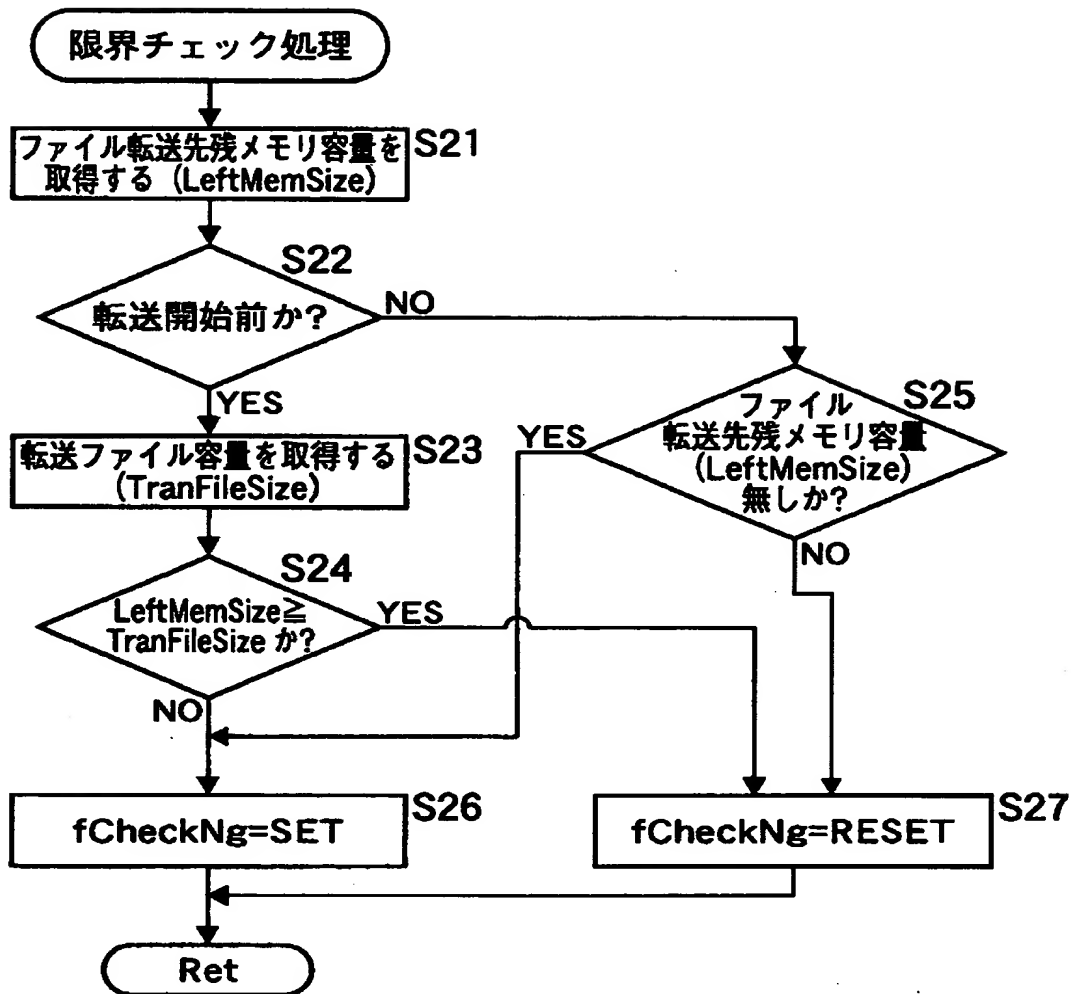 限界チェック処理
ファイル転送先残メモリ容量を
取得する (LeftMemSize)
S21
S22
転送開始前か?
NO
YES
転送ファイル容量を取得する
(TranFileSize)
S23
S25
ファイル
転送先残メモリ容量
(LeftMemSize)
無しか?
YES
NO
S24
LeftMemSize≧
TranFileSize か?
YES
NO
fCheckNg=SET
S26
fCheckNg=RESET
S27
Ret